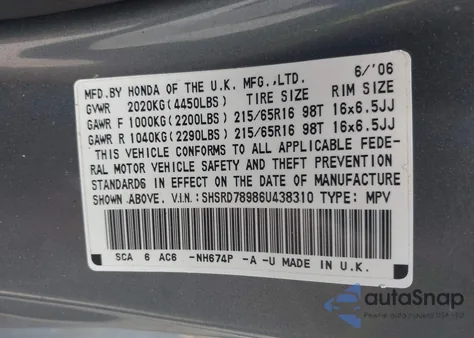 MFD.BY HONDA OF THE U.K. MFG.,LTD. 6/'06
GVWR 2020KG(4450LBS) TIRE SIZE RIM SIZE
GAWR F 1000KG(2200LBS) 215/65R16 98T 16x6.5JJ
GAWR R 1040KG(2290LBS) 215/65R16 98T 16x6.5JJ
THIS VEHICLE CONFORMS TO ALL APPLICABLE FEDE-
RAL MOTOR VEHICLE SAFETY AND THEFT PREVENTION
STANDARDS IN EFFECT ON THE DATE OF MANUFACTURE
SHOWN ABOVE. V.I.N.: SHSRD78986U438310 TYPE: MPV
SCA 6 AC6 -NH674P -A -U MADE IN U.K.
autoSnap